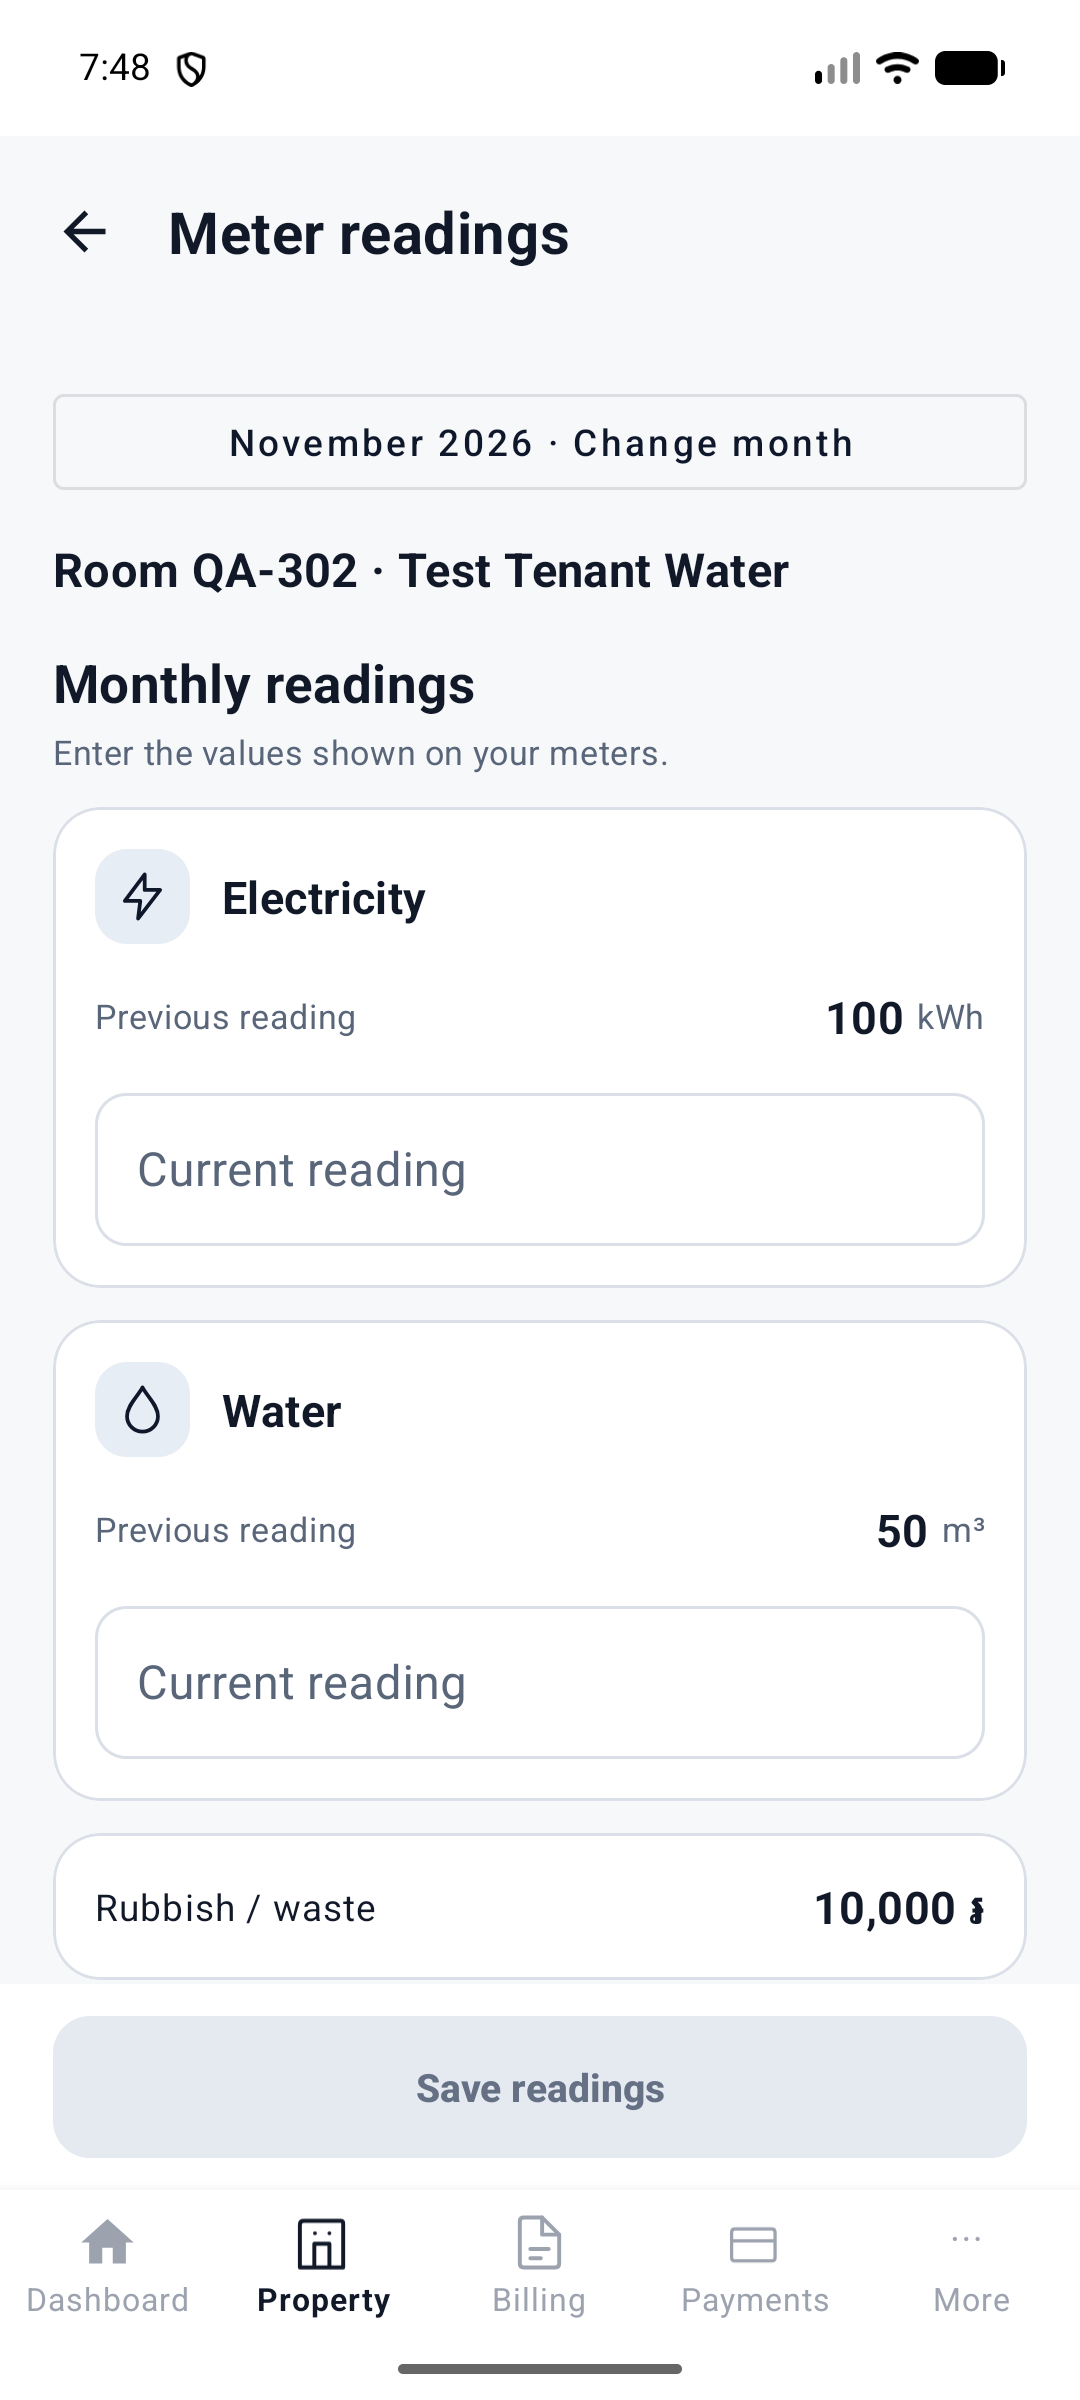 7:48
Meter readings
November 2026 · Change month
Room QA-302 · Test Tenant Water
Monthly readings
Enter the values shown on your meters.
Electricity
Previous reading 100 kWh
Current reading
Water
Previous reading 50 m³
Current reading
Rubbish / waste 10,000 ៛
Save readings
Dashboard Property Billing Payments More